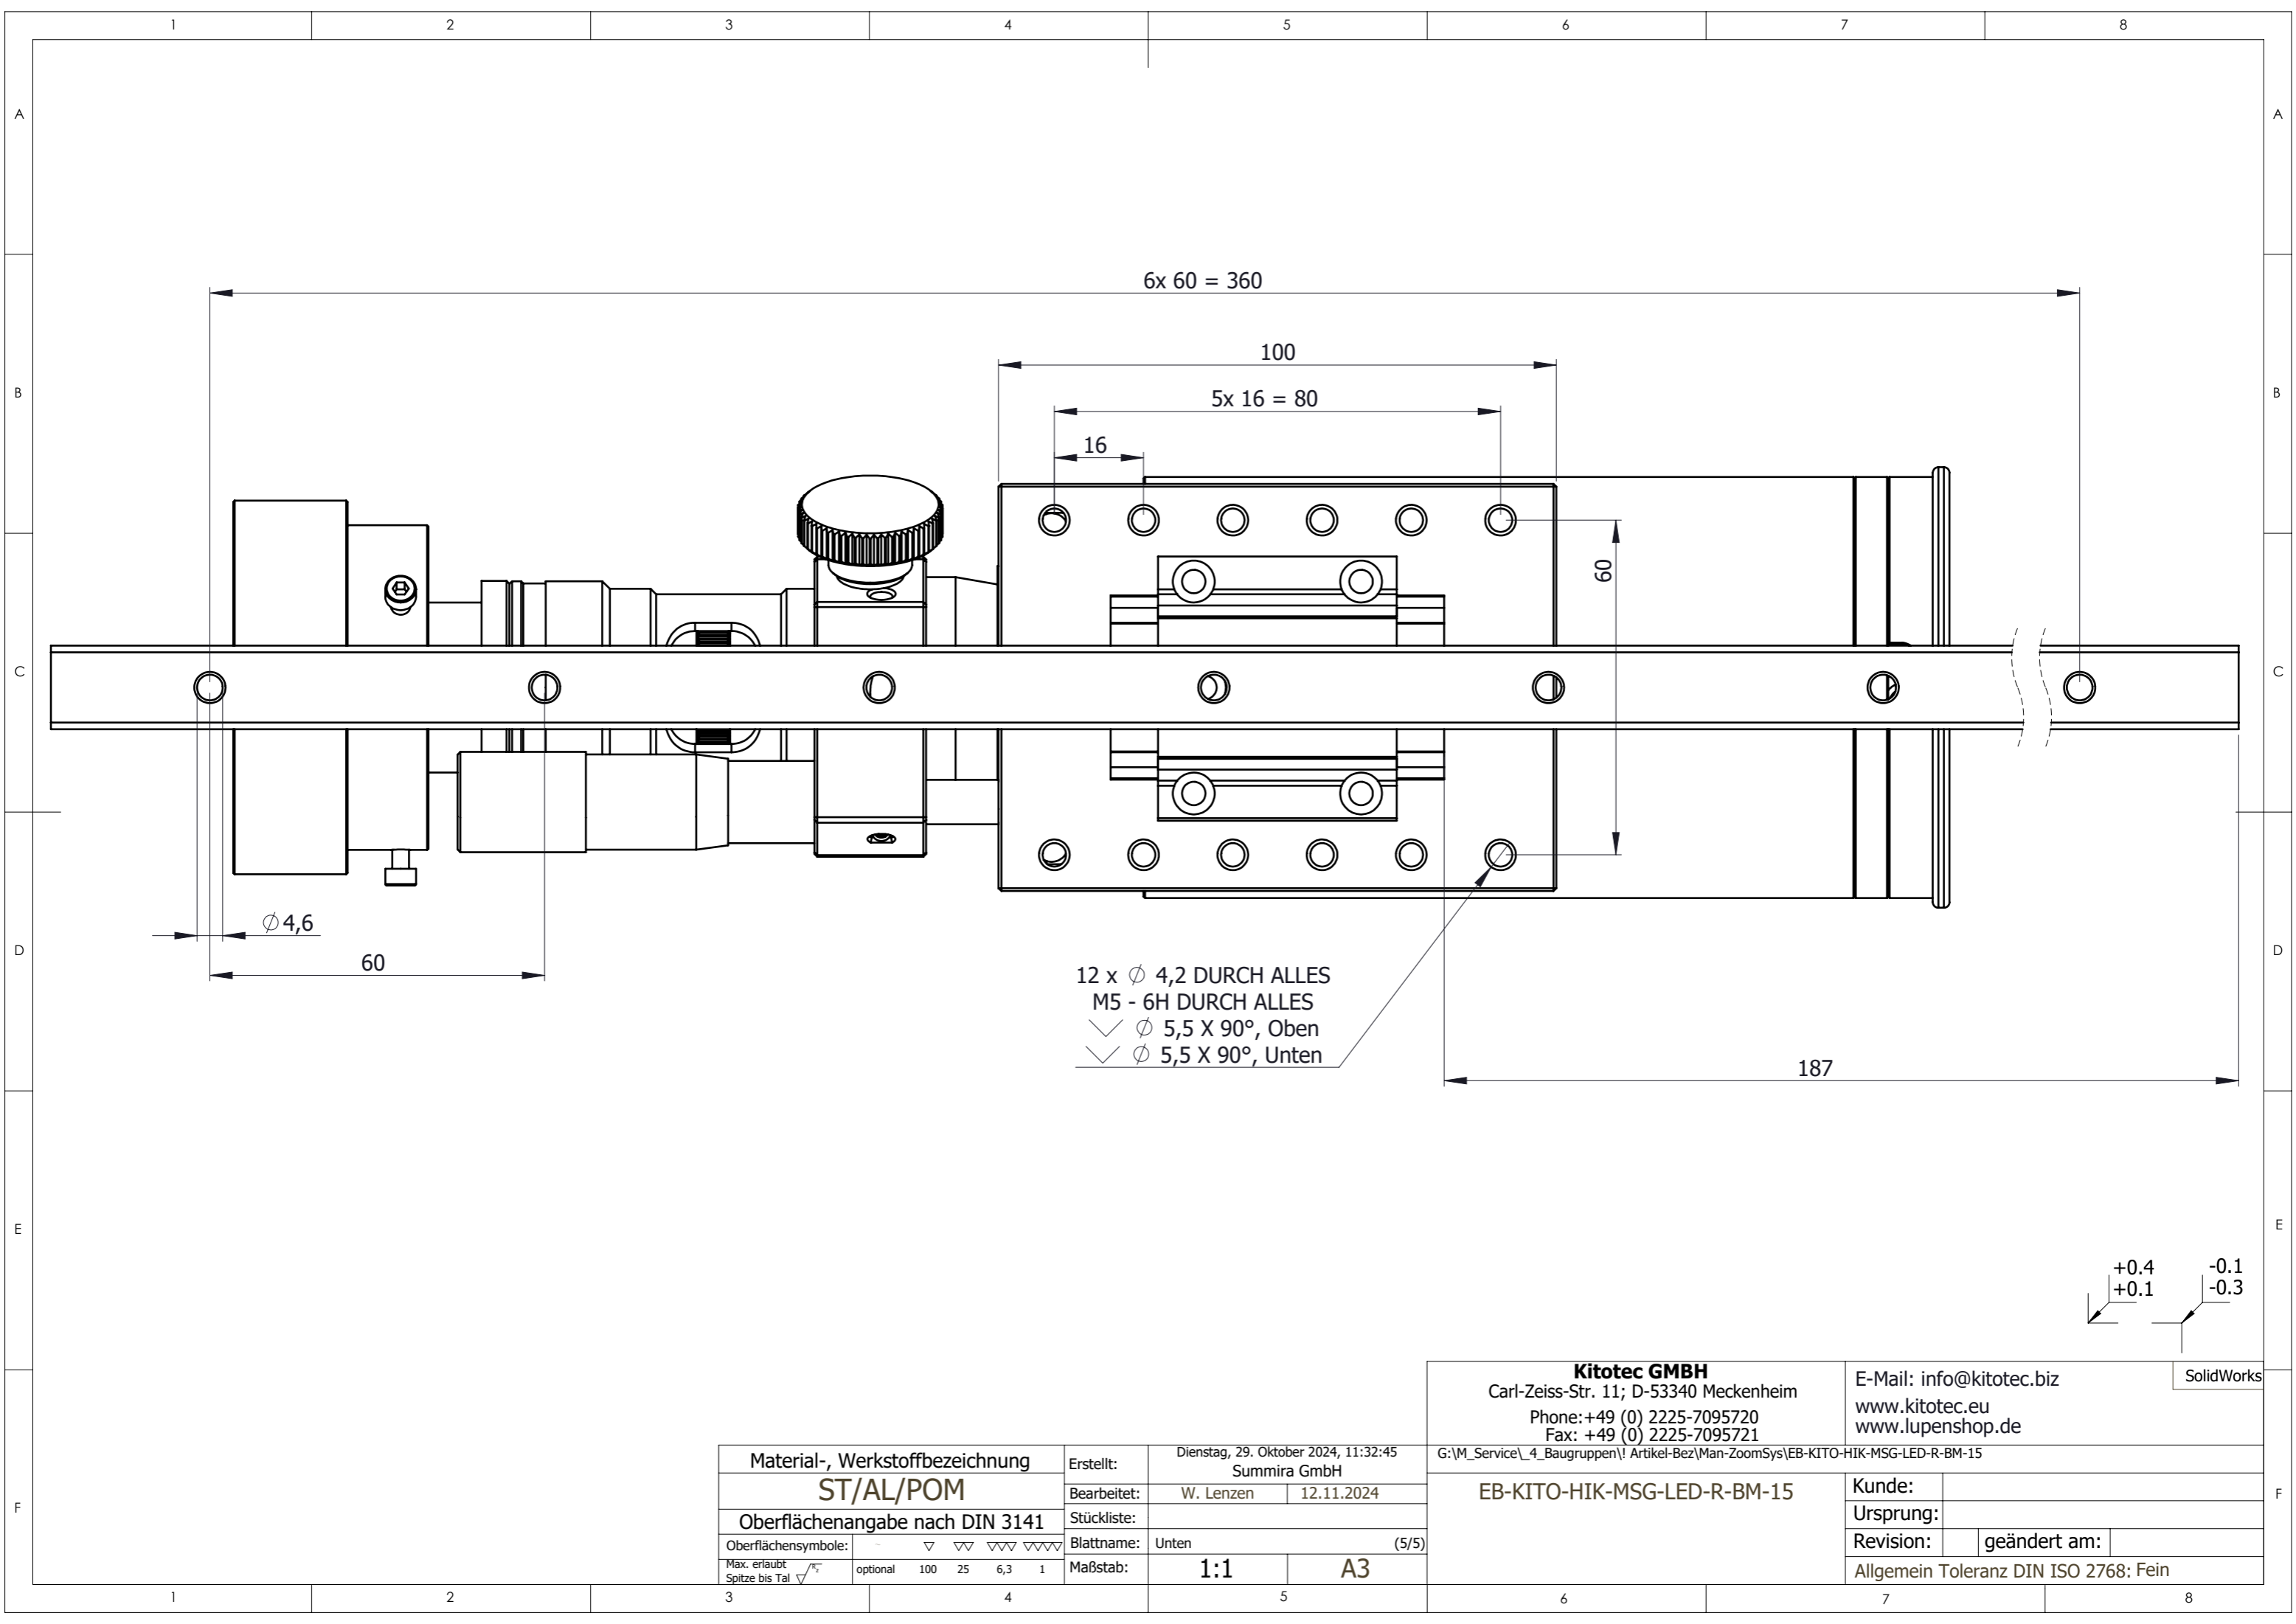 1 2 3 4 5 6 7 8
A A
B B
C C
D D
E E
F F
6x 60 = 360
100
5x 16 = 80
16
60
∅4,6
60
12 x ∅ 4,2 DURCH ALLES
M5 - 6H DURCH ALLES
∅ 5,5 X 90°, Oben
∅ 5,5 X 90°, Unten
187
+0.4
+0.1
-0.1
-0.3
Kitotec GMBH
Carl-Zeiss-Str. 11; D-53340 Meckenheim
Phone:+49 (0) 2225-7095720
Fax: +49 (0) 2225-7095721
E-Mail: info@kitotec.biz
www.kitotec.eu
www.lupenshop.de
SolidWorks
G:\M_Service\_4_Baugruppen\! Artikel-Bez\Man-ZoomSys\EB-KITO-HIK-MSG-LED-R-BM-15
EB-KITO-HIK-MSG-LED-R-BM-15
Kunde:
Ursprung:
Revision: geändert am:
Allgemein Toleranz DIN ISO 2768: Fein
Material-, Werkstoffbezeichnung
ST/AL/POM
Oberflächenangabe nach DIN 3141
Oberflächensymbole:
Max. erlaubt
Spitze bis Tal
optional 100 25 6,3 1
Erstellt: Dienstag, 29. Oktober 2024, 11:32:45
Summira GmbH
Bearbeitet: W. Lenzen 12.11.2024
Stückliste:
Blattname: Unten (5/5)
Maßstab: 1:1 A3
1 2 3 4 5 6 7 8